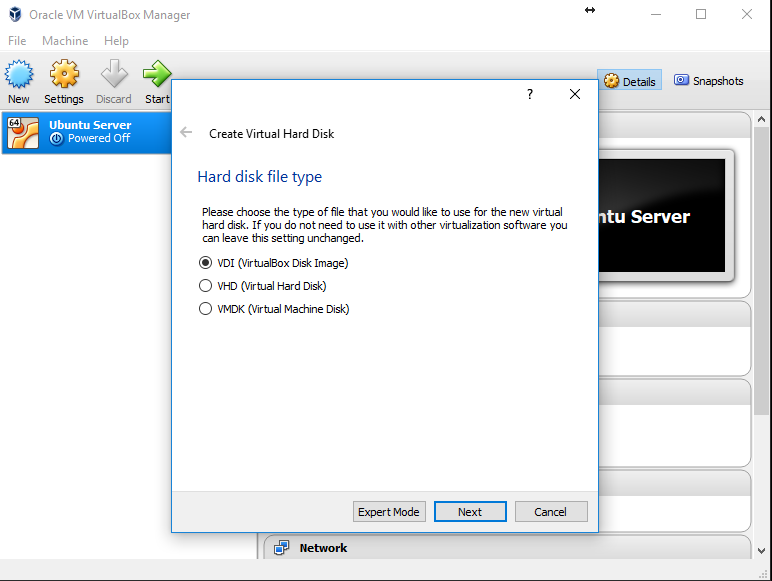 Oracle VM VirtualBox Manager
File Machine Help
New Settings Discard Start
Details Snapshots
64
Ubuntu Server
Powered Off
?
Create Virtual Hard Disk
Hard disk file type
Please choose the type of file that you would like to use for the new virtual
hard disk. If you do not need to use it with other virtualization software you
can leave this setting unchanged.
VDI (VirtualBox Disk Image)
VHD (Virtual Hard Disk)
VMDK (Virtual Machine Disk)
ntu Server
Expert Mode Next Cancel
Network